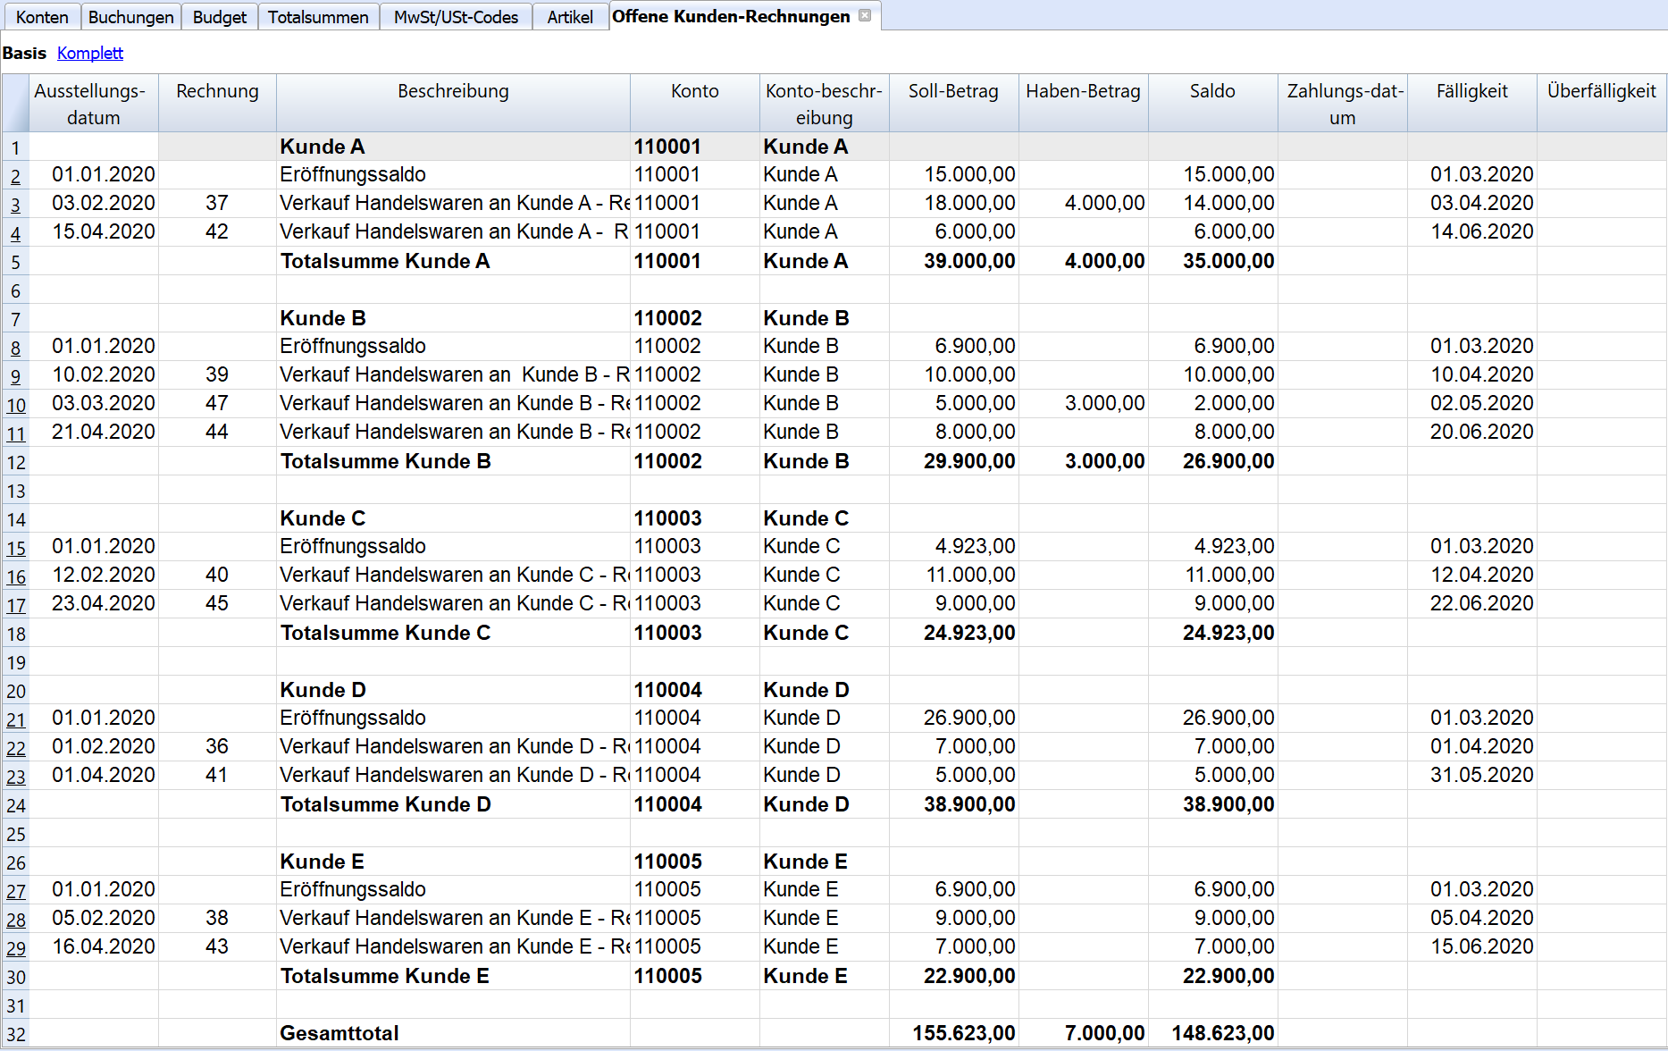 Konten Buchungen Budget Totalsummen MwSt/USt-Codes Artikel Offene Kunden-Rechnungen
Basis Komplett
Ausstellungs-datum Rechnung Beschreibung Konto Konto-beschr-eibung Soll-Betrag Haben-Betrag Saldo Zahlungs-dat-um Fälligkeit Überfälligkeit
1 Kunde A 110001 Kunde A
2 01.01.2020 Eröffnungssaldo 110001 Kunde A 15.000,00 15.000,00 01.03.2020
3 03.02.2020 37 Verkauf Handelswaren an Kunde A - Re 110001 Kunde A 18.000,00 4.000,00 14.000,00 03.04.2020
4 15.04.2020 42 Verkauf Handelswaren an Kunde A - R 110001 Kunde A 6.000,00 6.000,00 14.06.2020
5 Totalsumme Kunde A 110001 Kunde A 39.000,00 4.000,00 35.000,00
6
7 Kunde B 110002 Kunde B
8 01.01.2020 Eröffnungssaldo 110002 Kunde B 6.900,00 6.900,00 01.03.2020
9 10.02.2020 39 Verkauf Handelswaren an Kunde B - R 110002 Kunde B 10.000,00 10.000,00 10.04.2020
10 03.03.2020 47 Verkauf Handelswaren an Kunde B - Re 110002 Kunde B 5.000,00 3.000,00 2.000,00 02.05.2020
11 21.04.2020 44 Verkauf Handelswaren an Kunde B - Re 110002 Kunde B 8.000,00 8.000,00 20.06.2020
12 Totalsumme Kunde B 110002 Kunde B 29.900,00 3.000,00 26.900,00
13
14 Kunde C 110003 Kunde C
15 01.01.2020 Eröffnungssaldo 110003 Kunde C 4.923,00 4.923,00 01.03.2020
16 12.02.2020 40 Verkauf Handelswaren an Kunde C - Re 110003 Kunde C 11.000,00 11.000,00 12.04.2020
17 23.04.2020 45 Verkauf Handelswaren an Kunde C - Re 110003 Kunde C 9.000,00 9.000,00 22.06.2020
18 Totalsumme Kunde C 110003 Kunde C 24.923,00 24.923,00
19
20 Kunde D 110004 Kunde D
21 01.01.2020 Eröffnungssaldo 110004 Kunde D 26.900,00 26.900,00 01.03.2020
22 01.02.2020 36 Verkauf Handelswaren an Kunde D - Re 110004 Kunde D 7.000,00 7.000,00 01.04.2020
23 01.04.2020 41 Verkauf Handelswaren an Kunde D - Re 110004 Kunde D 5.000,00 5.000,00 31.05.2020
24 Totalsumme Kunde D 110004 Kunde D 38.900,00 38.900,00
25
26 Kunde E 110005 Kunde E
27 01.01.2020 Eröffnungssaldo 110005 Kunde E 6.900,00 6.900,00 01.03.2020
28 05.02.2020 38 Verkauf Handelswaren an Kunde E - Re 110005 Kunde E 9.000,00 9.000,00 05.04.2020
29 16.04.2020 43 Verkauf Handelswaren an Kunde E - Re 110005 Kunde E 7.000,00 7.000,00 15.06.2020
30 Totalsumme Kunde E 110005 Kunde E 22.900,00 22.900,00
31
32 Gesamttotal 155.623,00 7.000,00 148.623,00